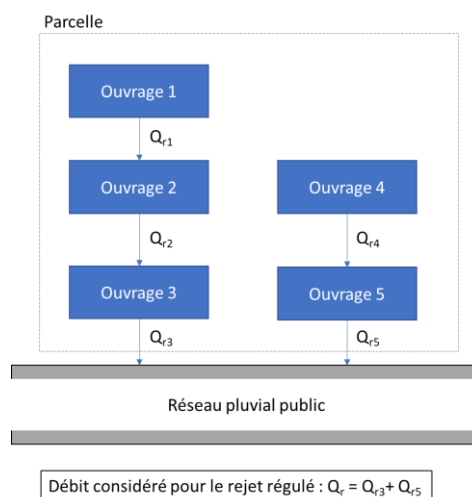 Parcelle
Ouvrage 1
Qr1
Ouvrage 2
Ouvrage 4
Qr2
Qr4
Ouvrage 3
Ouvrage 5
Qr3
Qr5
Réseau pluvial public
Débit considéré pour le rejet régulé : Qr = Qr3+ Qr5